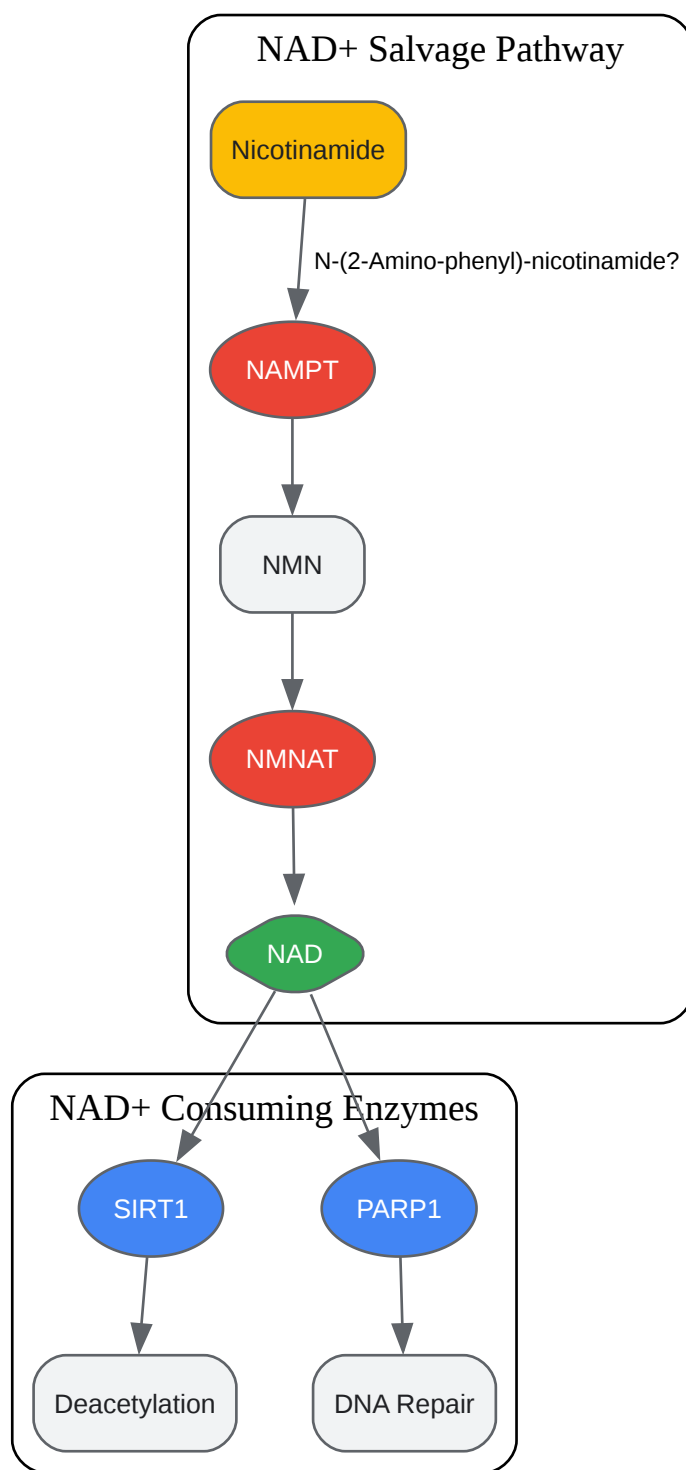 NAD+ Salvage Pathway
Nicotinamide
N-(2-Amino-phenyl)-nicotinamide?
NAMPT
NMN
NMNAT
NAD
NAD+ Consuming Enzymes
SIRT1
PARP1
Deacetylation
DNA Repair